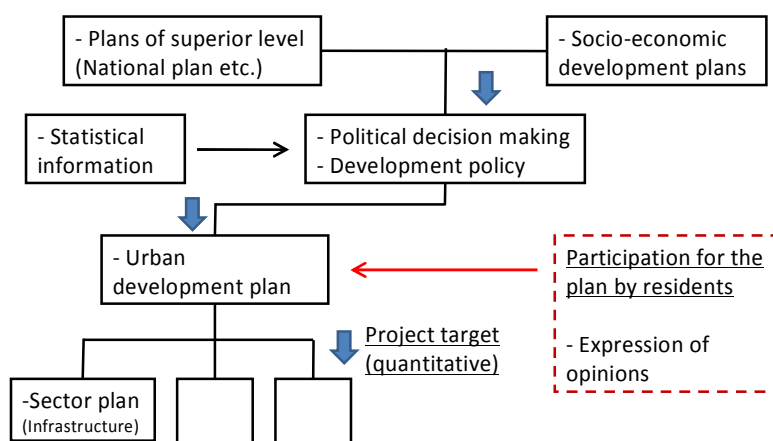 - Plans of superior level
(National plan etc.)
- Socio-economic
development plans
- Statistical
information
- Political decision making
- Development policy
- Urban
development plan
Participation for the
plan by residents
- Expression of
opinions
Project target
(quantitative)
-Sector plan
(Infrastructure)